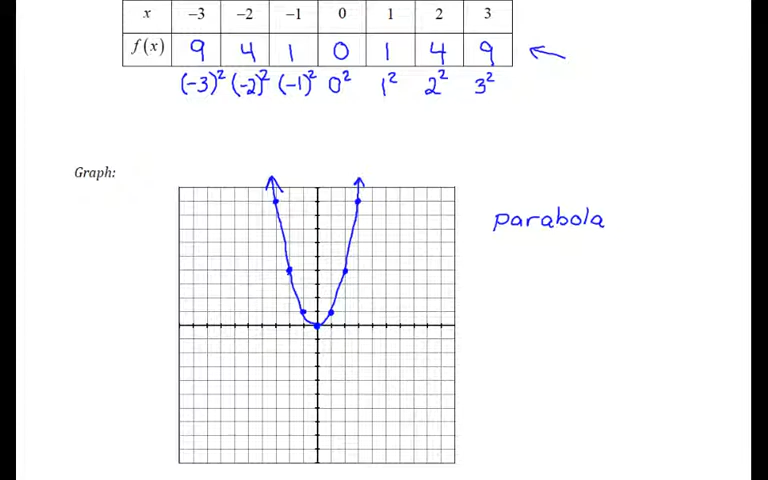 x −3 −2 −1 0 1 2 3
f(x) 9 4 1 0 1 4 9
(-3)² (-2)² (-1)² 0² 1² 2² 3²
Graph:
parabola